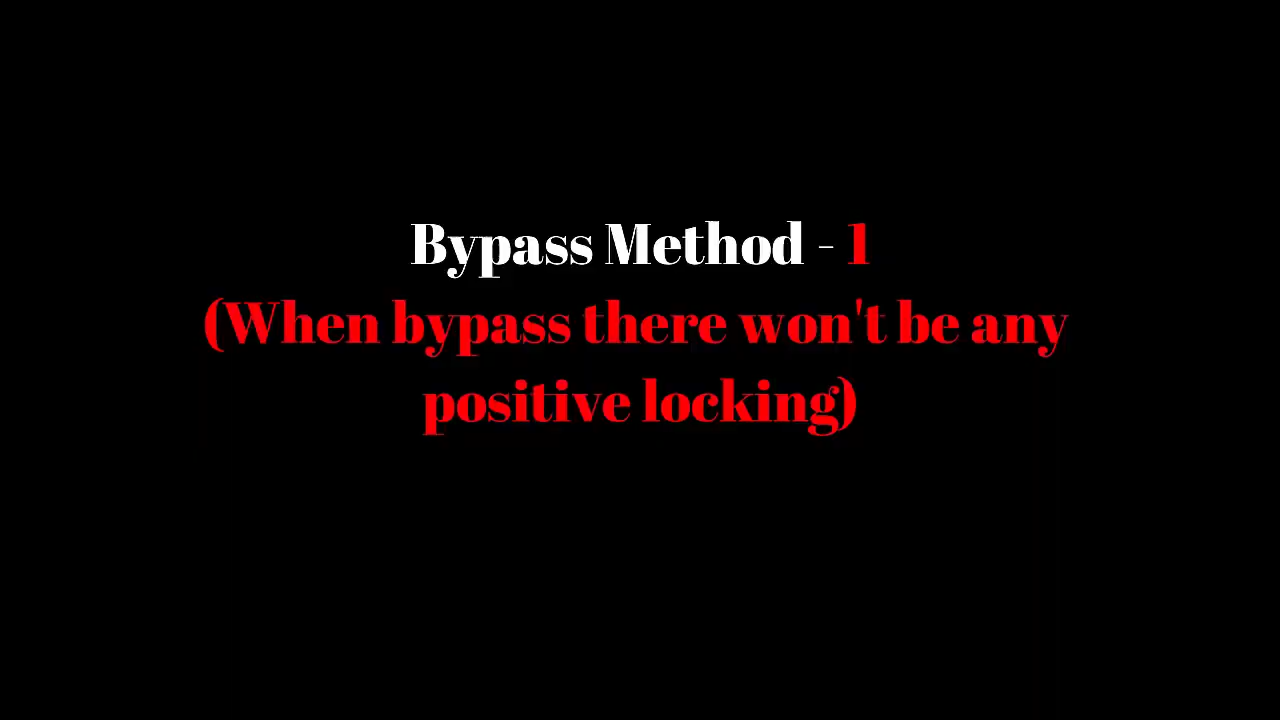 Bypass Method - 1
(When bypass there won't be any
positive locking)